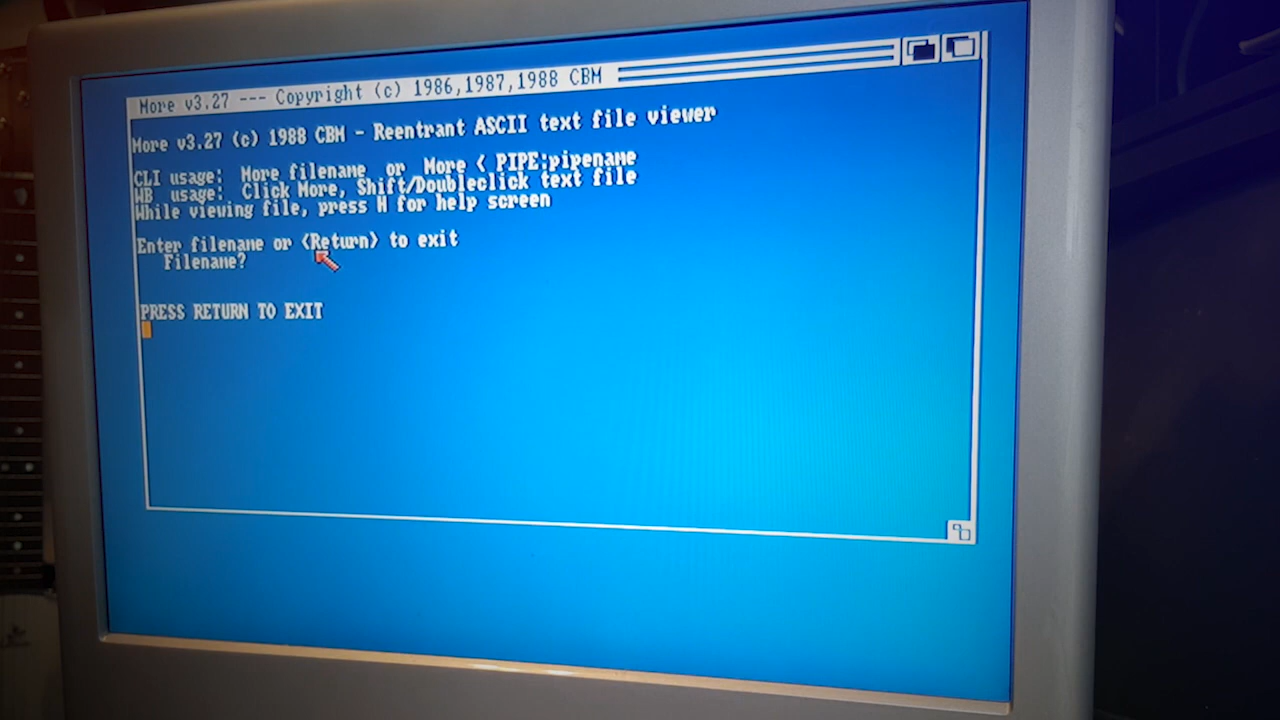 More v3.27 --- Copyright (c) 1986,1987,1988 CBM
More v3.27 (c) 1988 CBM - Reentrant ASCII text file viewer
CLI usage:  More filename  or  More < PIPE:pipename
WB  usage:  Click More, Shift/Doubleclick text file
While viewing file, press H for help screen
Enter filename or <Return> to exit
Filename?
PRESS RETURN TO EXIT